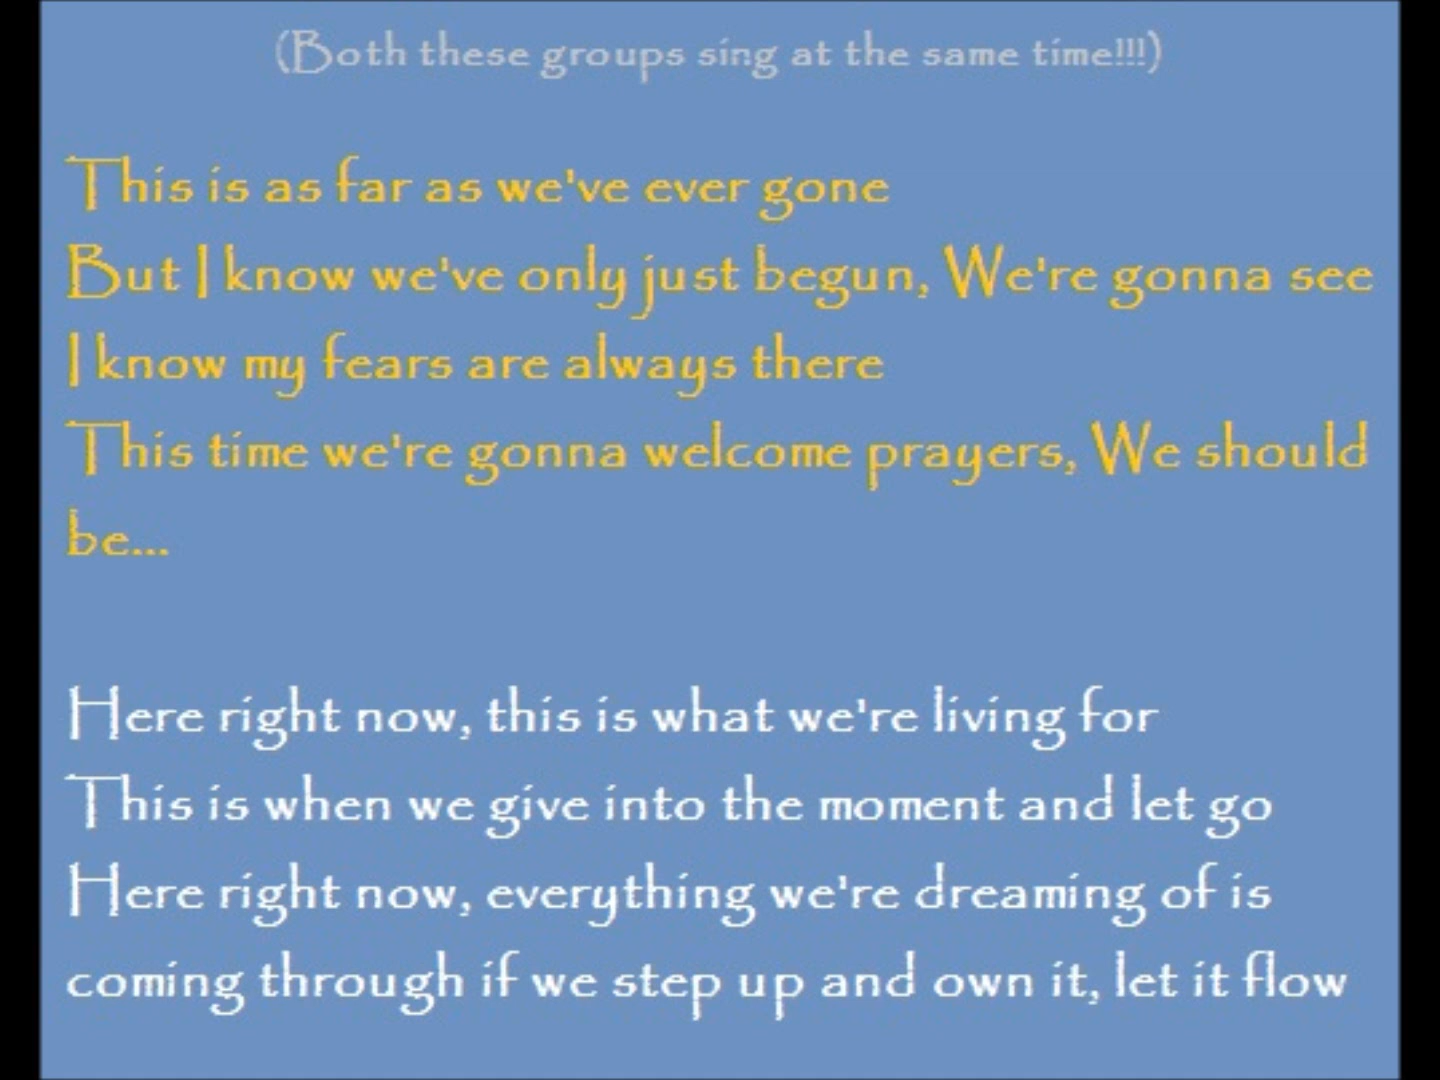 (Both these groups sing at the same time!!!)
This is as far as we've ever gone
But I know we've only just begun, We're gonna see
I know my fears are always there
This time we're gonna welcome prayers, We should
be...
Here right now, this is what we're living for
This is when we give into the moment and let go
Here right now, everything we're dreaming of is
coming through if we step up and own it, let it flow